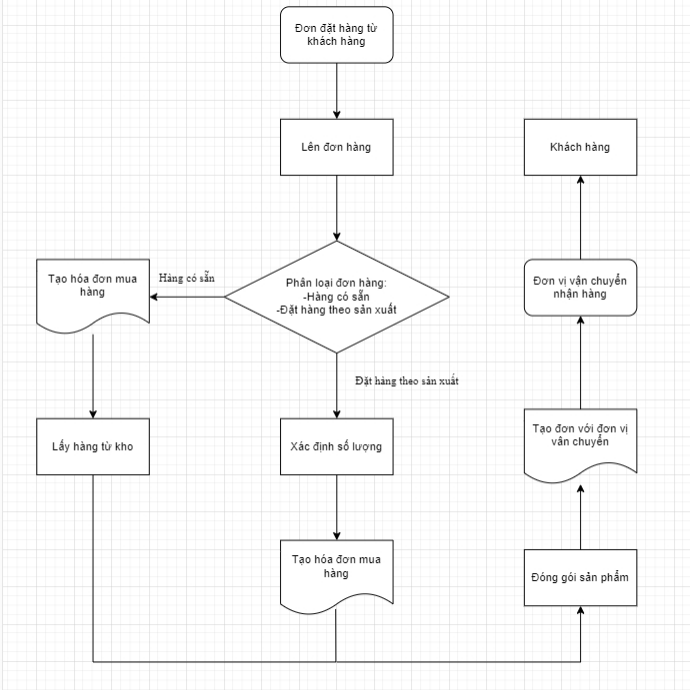 Đơn đặt hàng từ
khách hàng
Lên đơn hàng
Khách hàng
Phân loại đơn hàng:
-Hàng có sẵn
-Đặt hàng theo sản xuất
Hàng có sẵn
Tạo hóa đơn mua
hàng
Đơn vị vận chuyển
nhận hàng
Đặt hàng theo sản xuất
Lấy hàng từ kho
Xác định số lượng
Tạo đơn với đơn vị
vân chuyển
Tạo hóa đơn mua
hàng
Đóng gói sản phẩm